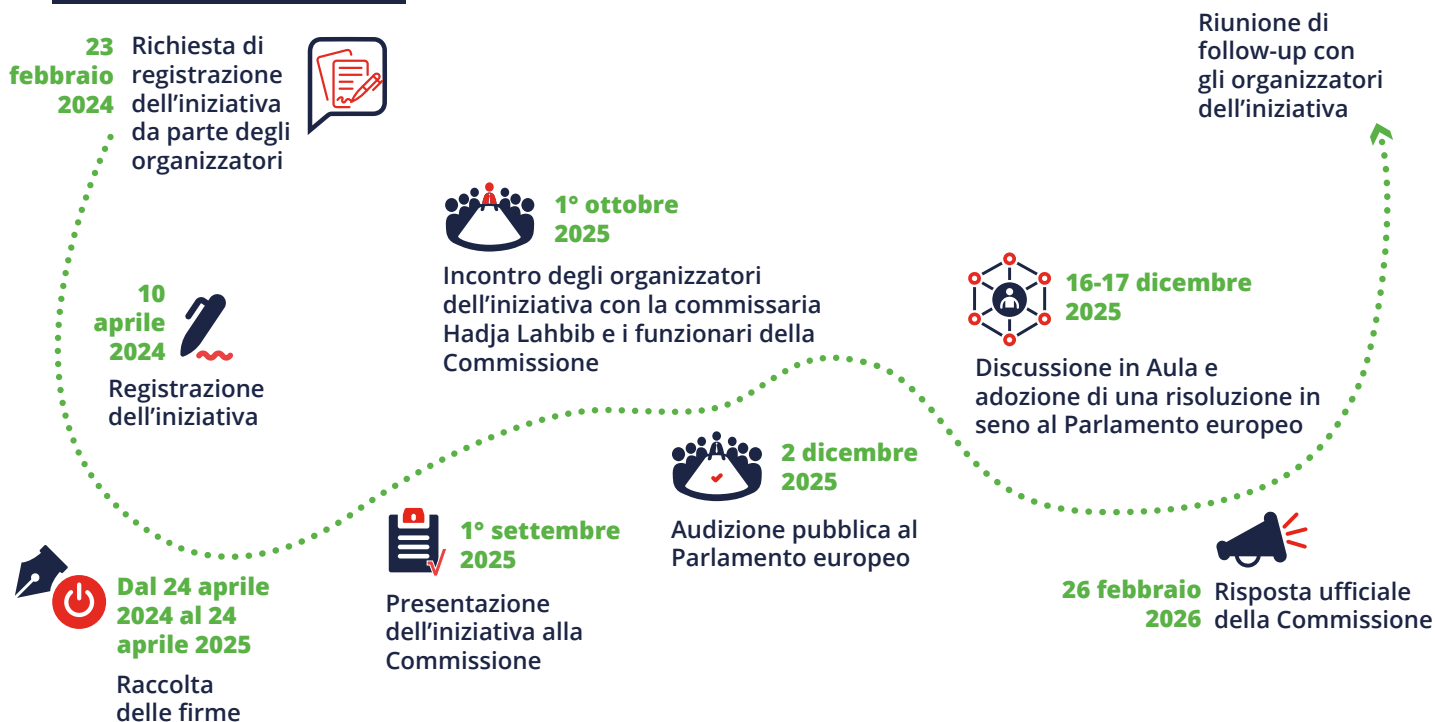 23
febbraio
2024
Richiesta di
registrazione
dell’iniziativa
da parte degli
organizzatori
10
aprile
2024
Registrazione
dell’iniziativa
Dal 24 aprile
2024 al 24
aprile 2025
Raccolta
delle firme
1° settembre
2025
Presentazione
dell’iniziativa alla
Commissione
1° ottobre
2025
Incontro degli organizzatori
dell’iniziativa con la commissaria
Hadja Lahbib e i funzionari della
Commissione
2 dicembre
2025
Audizione pubblica al
Parlamento europeo
16-17 dicembre
2025
Discussione in Aula e
adozione di una risoluzione in
seno al Parlamento europeo
26 febbraio
2026
Risposta ufficiale
della Commissione
Riunione di
follow-up con
gli organizzatori
dell’iniziativa